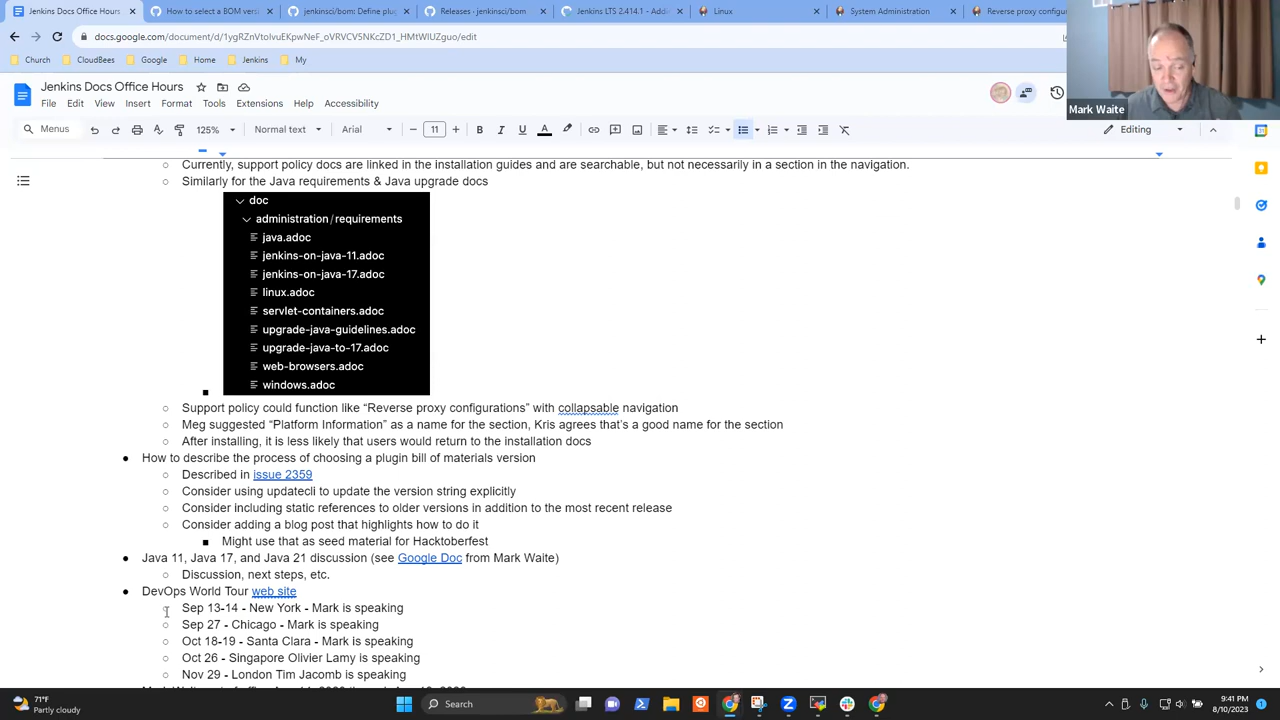 Jenkins Docs Office Hours
How to select a BOM versi
jenkinsci/bom: Define plu
Releases · jenkinsci/bom
Jenkins LTS 2.414.1 - Addi
Linux
System Administration
Reverse proxy configu
docs.google.com/document/d/1ygRZnVtoIvuEKpwNeF_oVRVCV5NKcZD1_HMtWIUZguo/edit
Church CloudBees Google Home Jenkins My
Jenkins Docs Office Hours
File Edit View Insert Format Tools Extensions Help Accessibility
Mark Waite
Menus 125% Normal text Arial 11 Editing
Currently, support policy docs are linked in the installation guides and are searchable, but not necessarily in a section in the navigation.
Similarly for the Java requirements & Java upgrade docs
doc
administration/requirements
java.adoc
jenkins-on-java-11.adoc
jenkins-on-java-17.adoc
linux.adoc
servlet-containers.adoc
upgrade-java-guidelines.adoc
upgrade-java-to-17.adoc
web-browsers.adoc
windows.adoc
Support policy could function like “Reverse proxy configurations” with collapsable navigation
Meg suggested “Platform Information” as a name for the section, Kris agrees that’s a good name for the section
After installing, it is less likely that users would return to the installation docs
How to describe the process of choosing a plugin bill of materials version
Described in issue 2359
Consider using updatecli to update the version string explicitly
Consider including static references to older versions in addition to the most recent release
Consider adding a blog post that highlights how to do it
Might use that as seed material for Hacktoberfest
Java 11, Java 17, and Java 21 discussion (see Google Doc from Mark Waite)
Discussion, next steps, etc.
DevOps World Tour web site
Sep 13-14 - New York - Mark is speaking
Sep 27 - Chicago - Mark is speaking
Oct 18-19 - Santa Clara - Mark is speaking
Oct 26 - Singapore Olivier Lamy is speaking
Nov 29 - London Tim Jacomb is speaking
71°F
Partly cloudy
Search
9:41 PM
8/10/2023